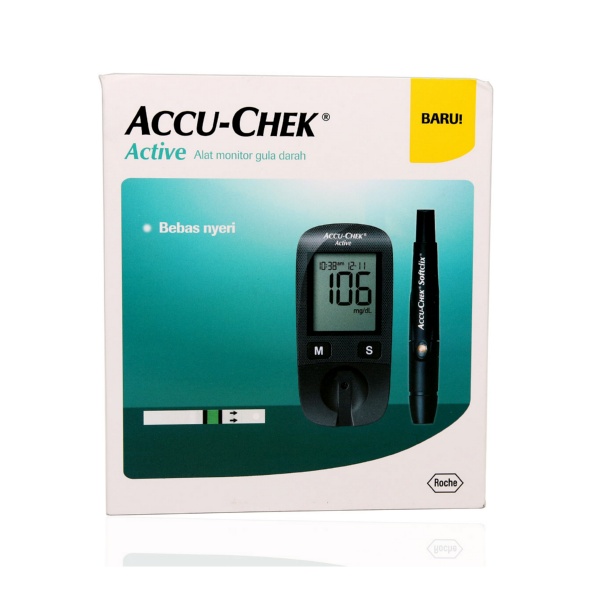 ACCU-CHEK®
BARU!
Active Alat monitor gula darah
Bebas nyeri
ACCU-CHEK®
Active
10:38am 12-11
106
mg/dL
M S
ACCU-CHEK® Softclix®
Roche